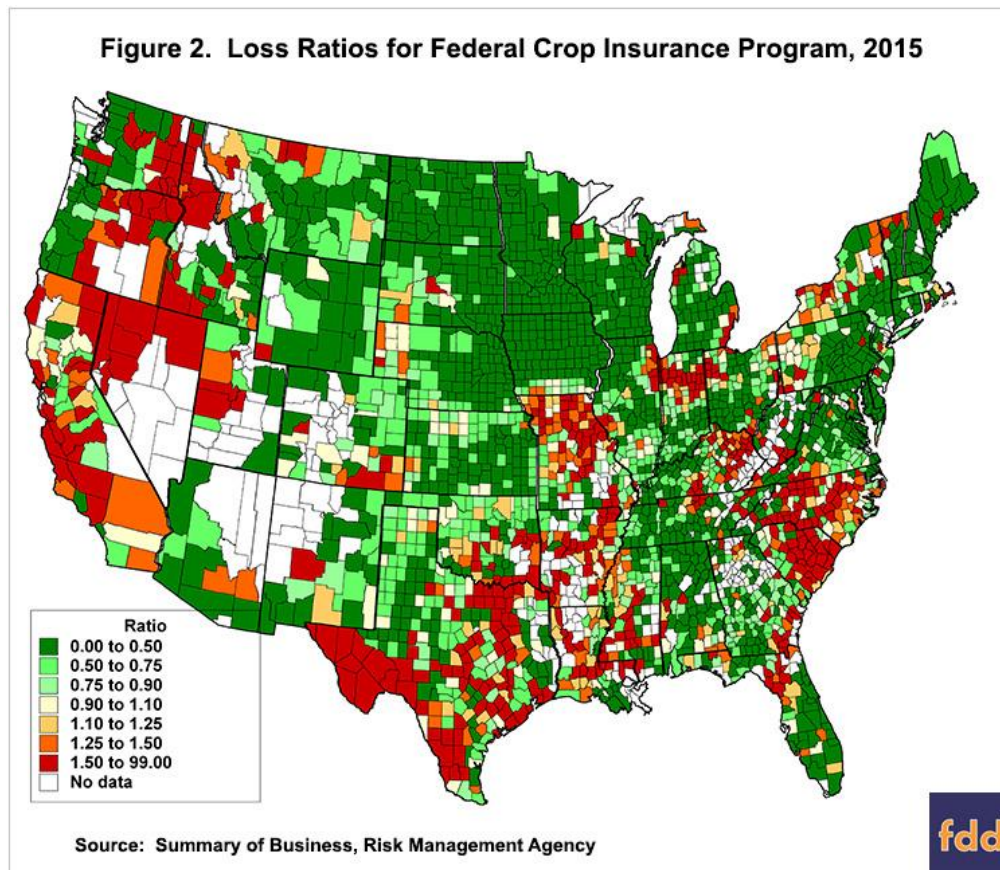 Figure 2.  Loss Ratios for Federal Crop Insurance Program, 2015
Ratio
0.00 to 0.50
0.50 to 0.75
0.75 to 0.90
0.90 to 1.10
1.10 to 1.25
1.25 to 1.50
1.50 to 99.00
No data
Source:  Summary of Business, Risk Management Agency
fdd